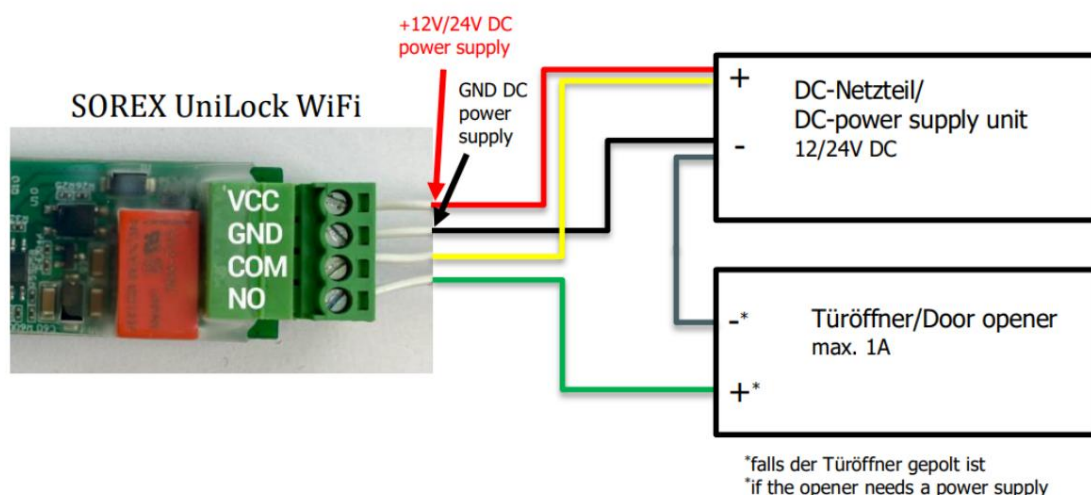 +12V/24V DC
power supply
GND DC
power
supply
SOREX UniLock WiFi
VCC
GND
COM
NO
+
-
DC-Netzteil/
DC-power supply unit
12/24V DC
-*
+*
Türöffner/Door opener
max. 1A
*falls der Türöffner gepolt ist
*if the opener needs a power supply